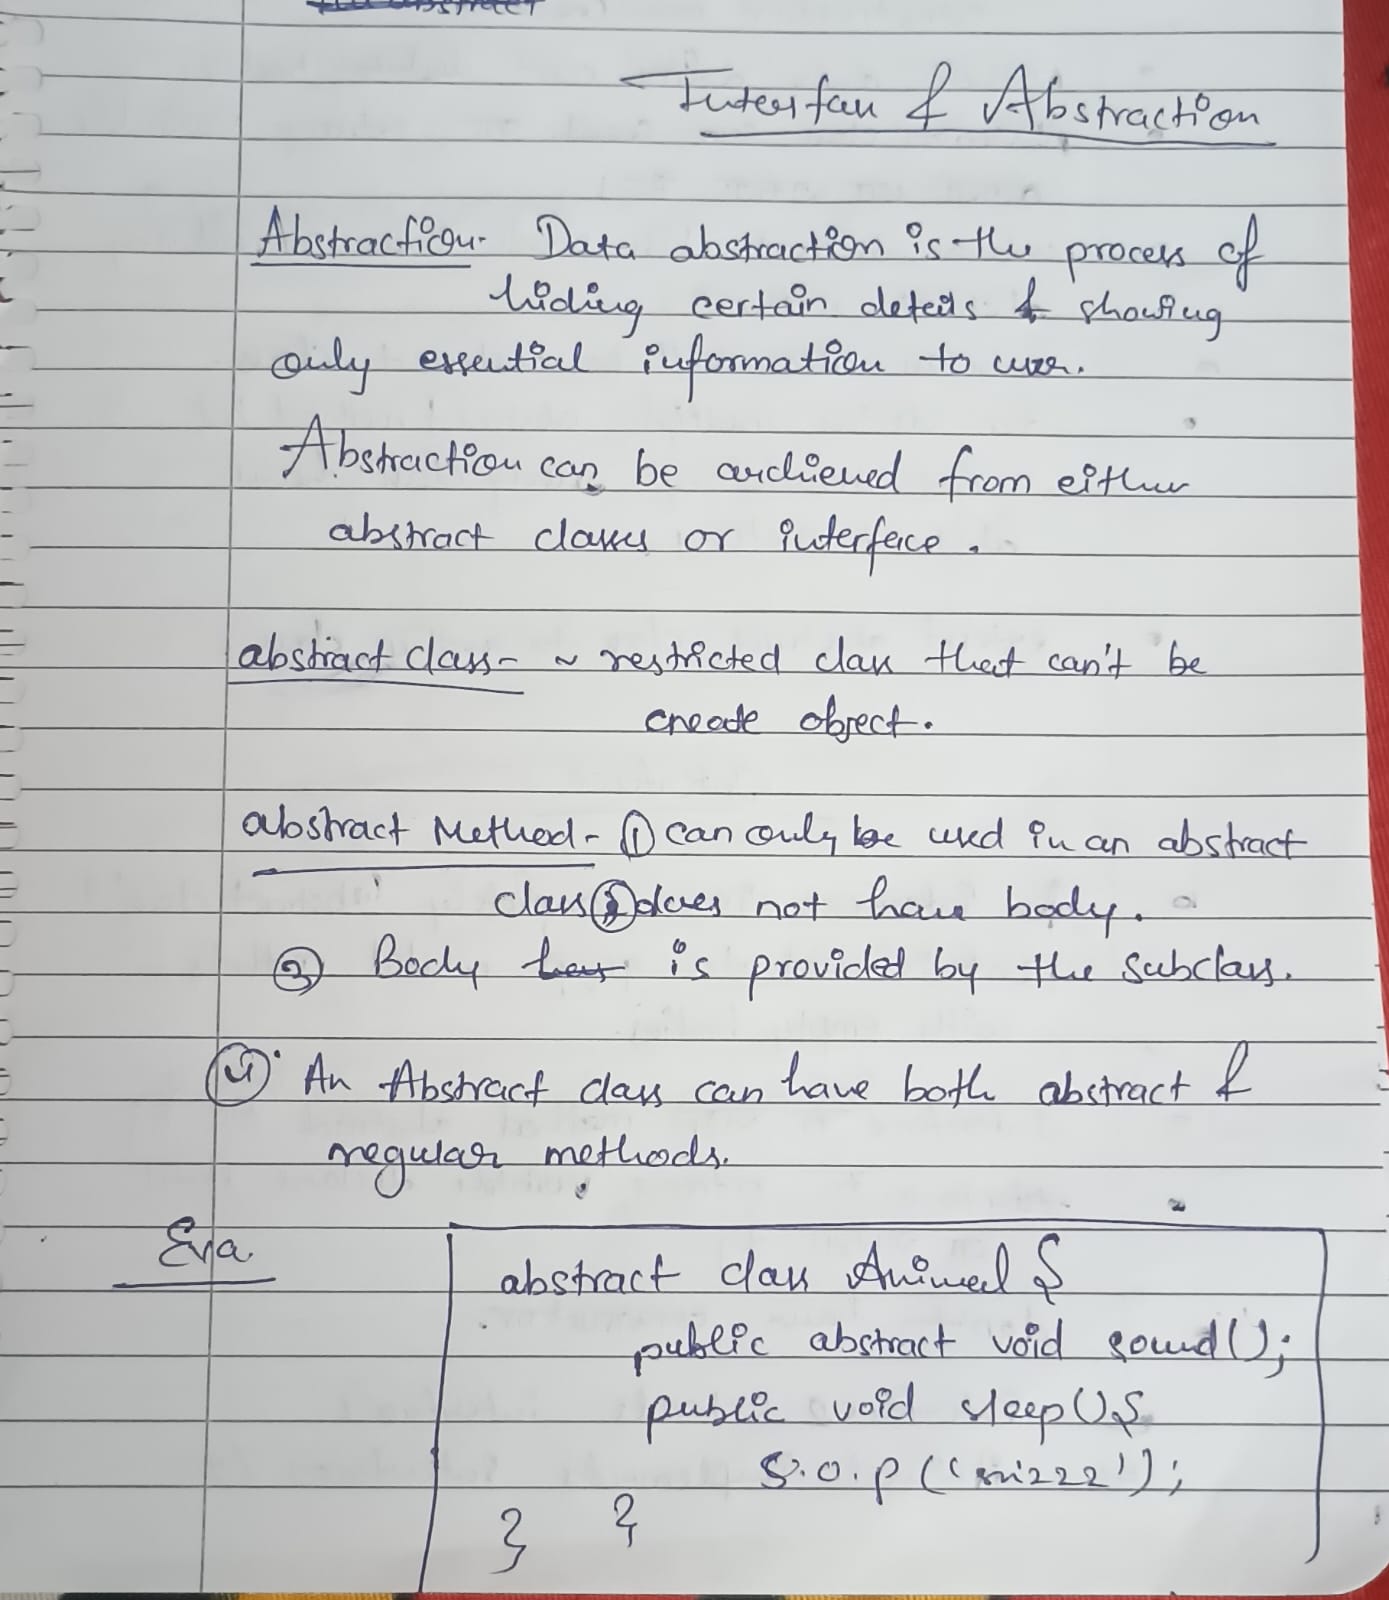 Interface & Abstraction
Abstraction- Data abstraction is the process of
hiding certain details & showing
only essential information to user.
Abstraction can be archieved from either
abstract classes or interface.
abstract class- ~ restricted class that can't be
create object.
abstract Method- ① can only be used in an abstract
class ② does not have body.
③ Body has is provided by the subclass.
④ An Abstract class can have both abstract &
regular methods.
abstract class Animal {
public abstract void sound();
public void sleep(){
S.O.P(
}
}